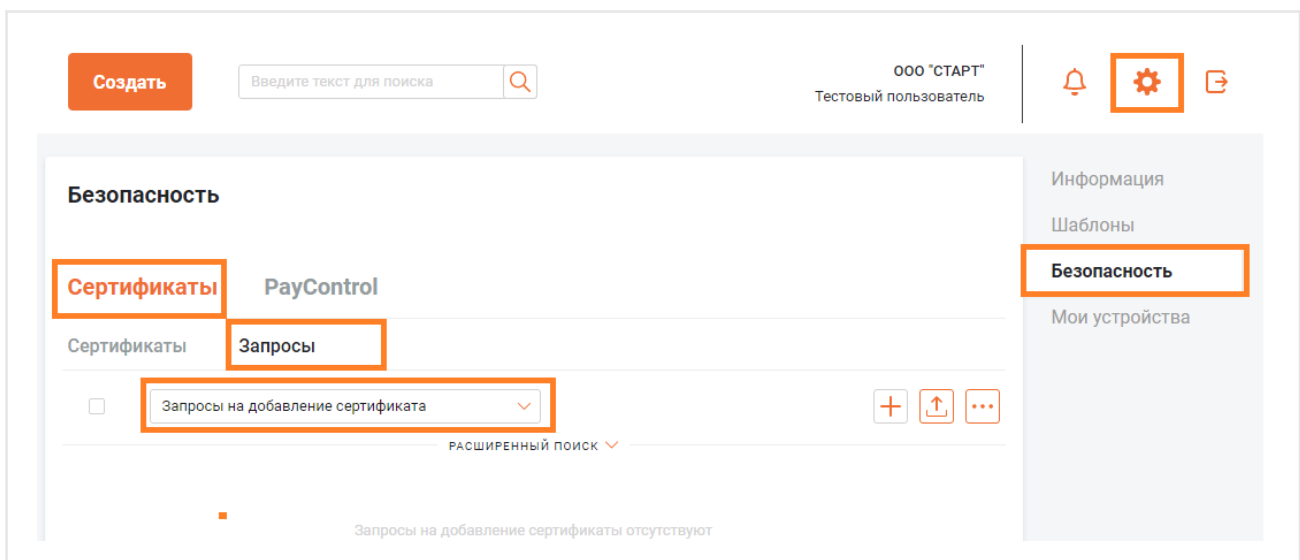 Создать
Введите текст для поиска
ООО "СТАРТ"
Тестовый пользователь
Безопасность
Сертификаты PayControl
Сертификаты Запросы
Запросы на добавление сертификата
РАСШИРЕННЫЙ ПОИСК
Запросы на добавление сертификаты отсутствуют
Информация
Шаблоны
Безопасность
Мои устройства